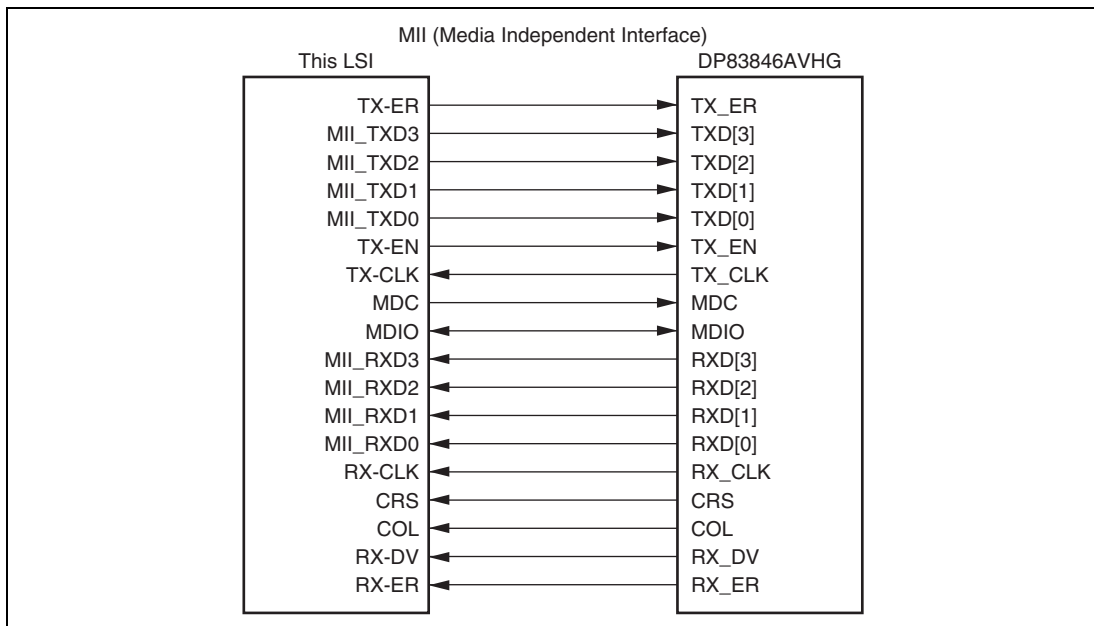 MII (Media Independent Interface)
This LSI DP83846AVHG
TX-ER TX_ER
MII_TXD3 TXD[3]
MII_TXD2 TXD[2]
MII_TXD1 TXD[1]
MII_TXD0 TXD[0]
TX-EN TX_EN
TX-CLK TX_CLK
MDC MDC
MDIO MDIO
MII_RXD3 RXD[3]
MII_RXD2 RXD[2]
MII_RXD1 RXD[1]
MII_RXD0 RXD[0]
RX-CLK RX_CLK
CRS CRS
COL COL
RX-DV RX_DV
RX-ER RX_ER